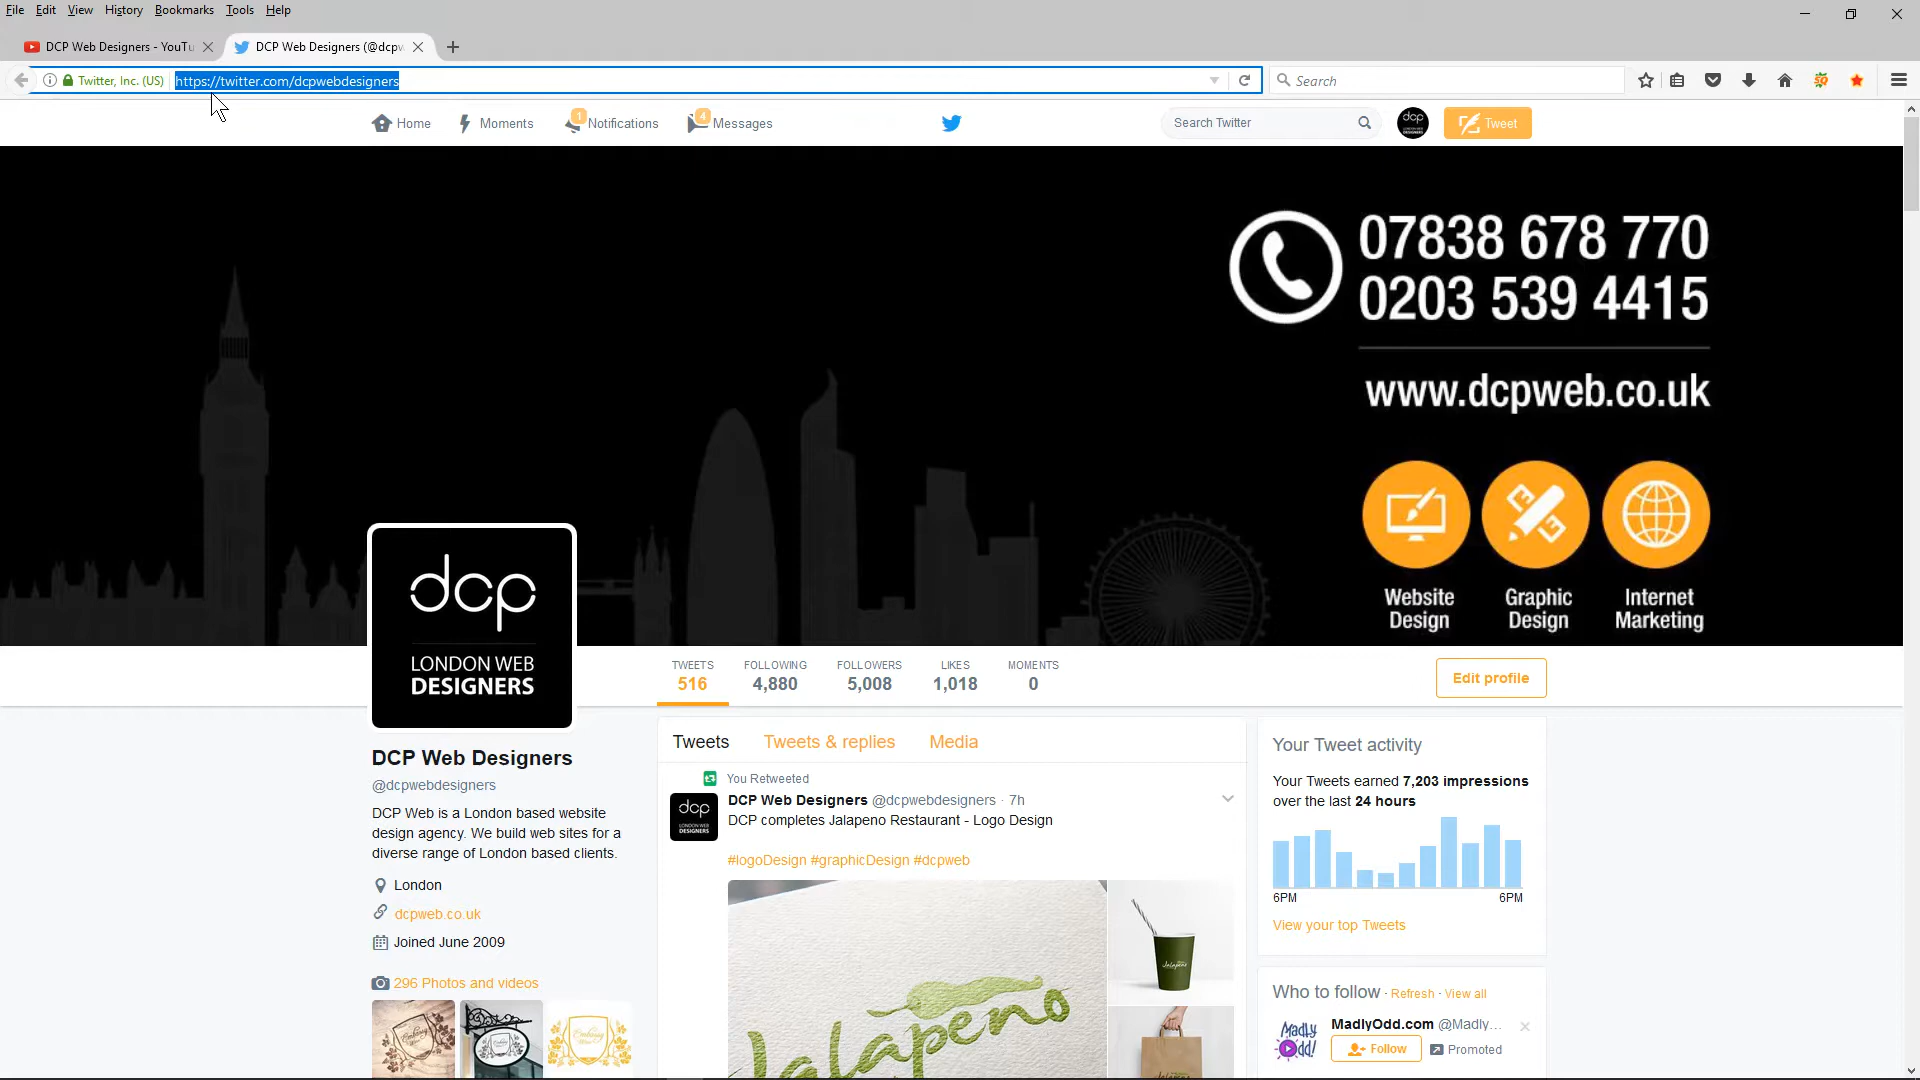 File Edit View History Bookmarks Tools Help
DCP Web Designers - YouTu
DCP Web Designers (@dcpw
Twitter, Inc. (US) https://twitter.com/dcpwebdesigners
Search
Home Moments 1 Notifications 4 Messages
Search Twitter
dcp
Tweet
07838 678 770
0203 539 4415
www.dcpweb.co.uk
Website Design
Graphic Design
Internet Marketing
dcp
LONDON WEB
DESIGNERS
TWEETS FOLLOWING FOLLOWERS LIKES MOMENTS
516 4,880 5,008 1,018 0
Edit profile
DCP Web Designers
@dcpwebdesigners
DCP Web is a London based website
design agency. We build web sites for a
diverse range of London based clients.
London
dcpweb.co.uk
Joined June 2009
296 Photos and videos
Tweets Tweets & replies Media
You Retweeted
dcp
LONDON WEB
DESIGNERS
DCP Web Designers @dcpwebdesigners · 7h
DCP completes Jalapeno Restaurant - Logo Design
#logoDesign #graphicDesign #dcpweb
Jalapeno
Jalapeno
Your Tweet activity
Your Tweets earned 7,203 impressions
over the last 24 hours
6PM 6PM
View your top Tweets
Who to follow · Refresh · View all
Madly
Odd!
MadlyOdd.com @Madly...
Follow Promoted